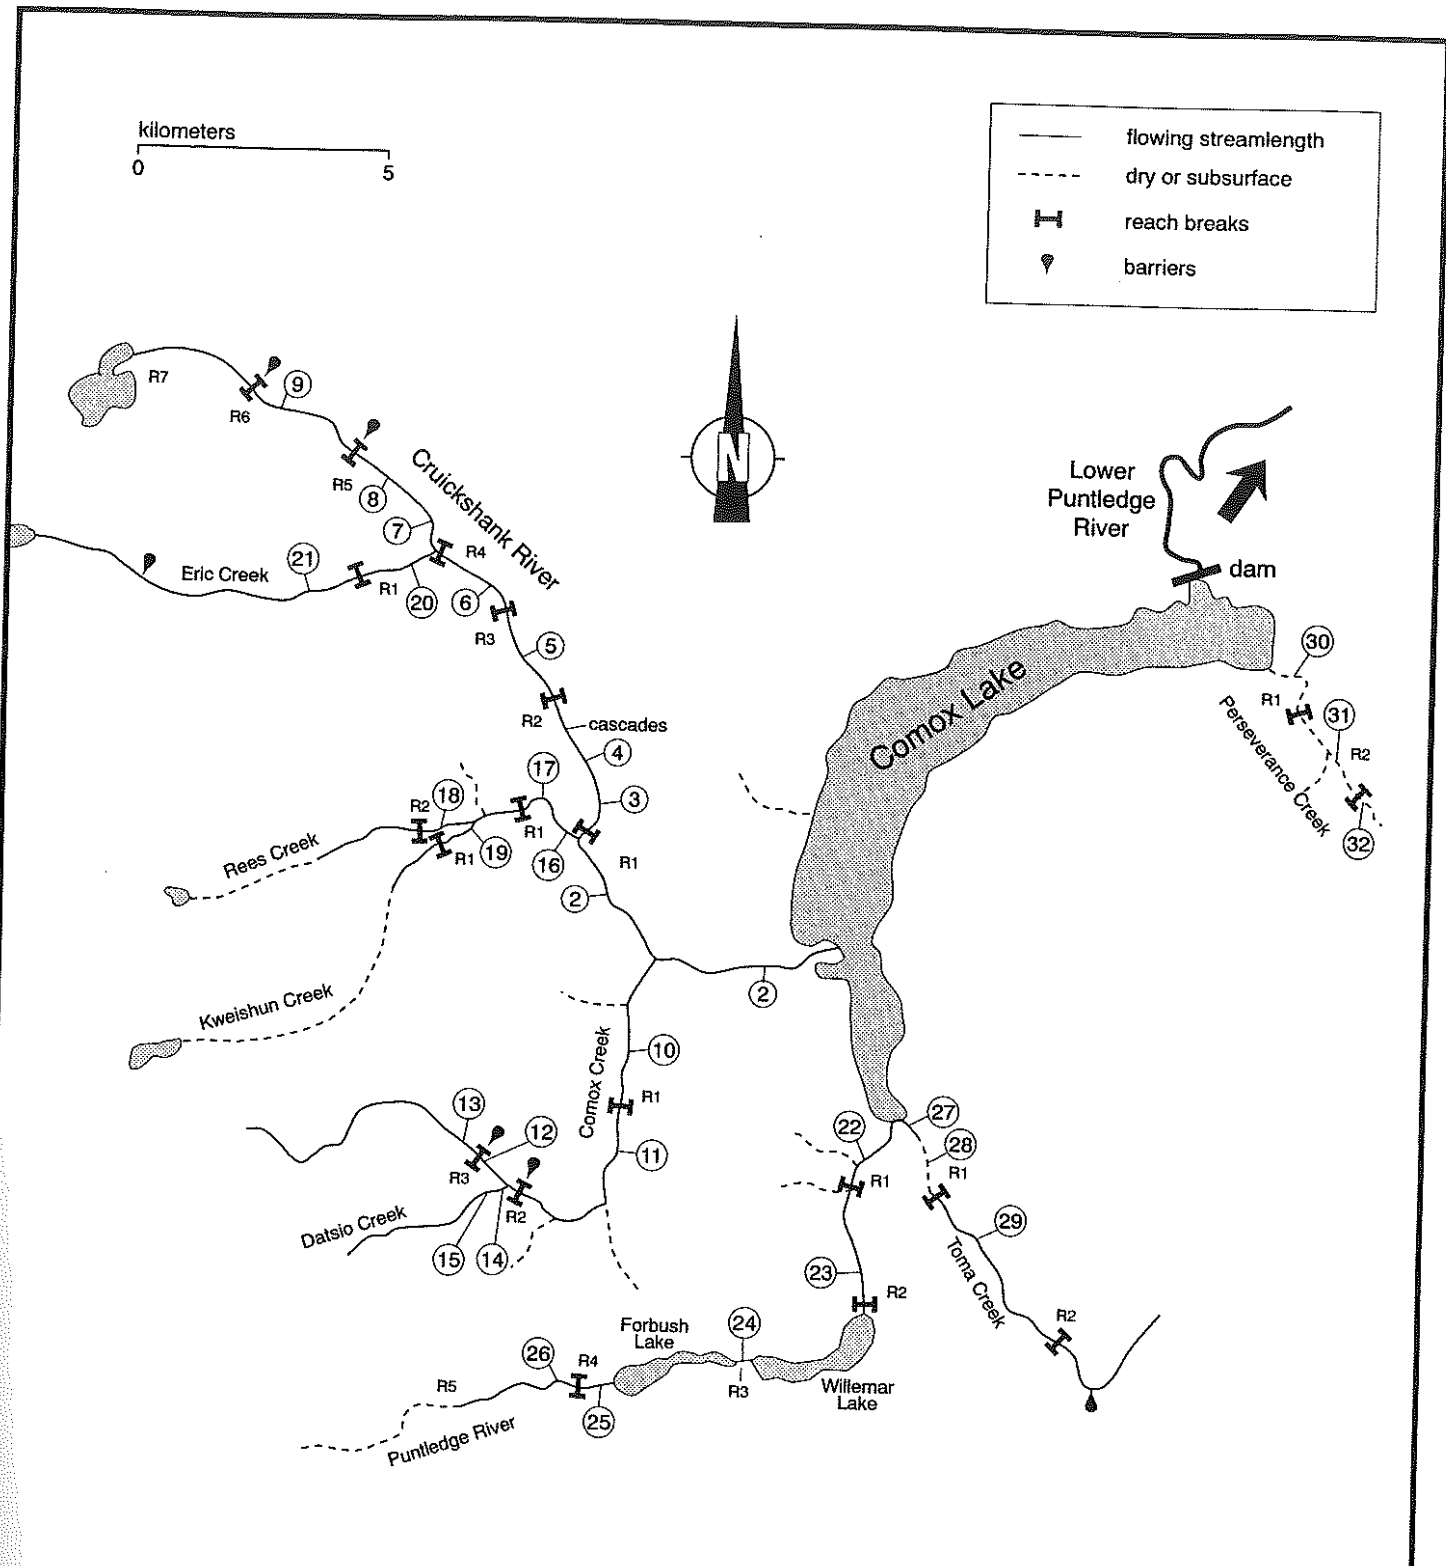 kilometers
0
5
flowing streamlength
dry or subsurface
reach breaks
barriers
R7
R6
9
R5
8
7
Cruickshank River
N
Lower
Puntledge
River
dam
21
Eric Creek
R1
20
R4
6
R3
5
R2
cascades
4
3
Comox Lake
30
R1
31
R2
32
Perseverance Creek
17
R2
18
R1
Rees Creek
R1
19
16
R1
2
Kweishun Creek
2
10
Comox Creek
R1
11
13
12
R3
R2
Datsio Creek
15
14
27
22
28
R1
R1
29
Toma Creek
23
R2
R2
Forbush
Lake
24
R3
Willemar
Lake
26
R4
25
R5
Puntledge River